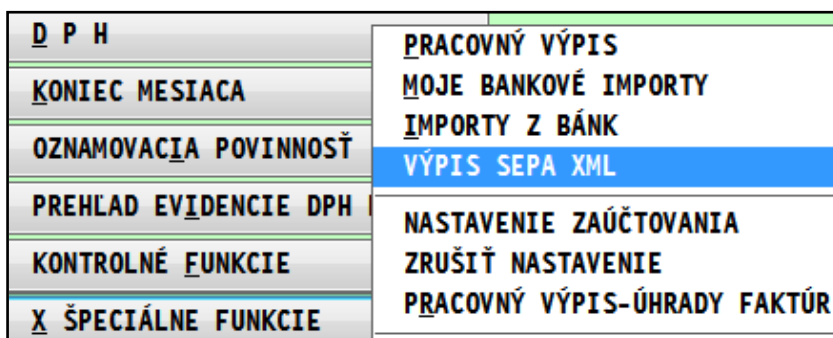 D P H
KONIEC MESIACA
OZNAMOVACIA POVINNOSŤ
PREHĽAD EVIDENCIE DPH
KONTROLNÉ FUNKCIE
X ŠPECIÁLNE FUNKCIE
PRACOVNÝ VÝPIS
MOJE BANKOVÉ IMPORTY
IMPORTY Z BÁNK
VÝPIS SEPA XML
NASTAVENIE ZAÚČTOVANIA
ZRUŠIŤ NASTAVENIE
PRACOVNÝ VÝPIS-ÚHRADY FAKTÚR